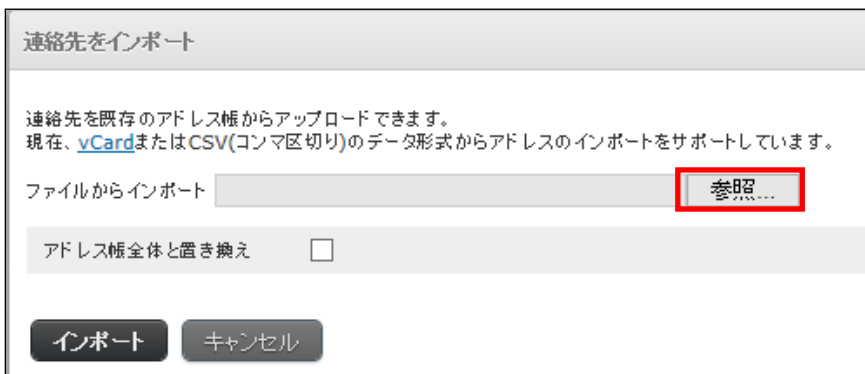 連絡先をインポート
連絡先を既存のアドレス帳からアップロードできます。
現在、vCardまたはCSV(コンマ区切り)のデータ形式からアドレスのインポートをサポートしています。
ファイルからインポート 参照...
アドレス帳全体と置き換え
インポート キャンセル